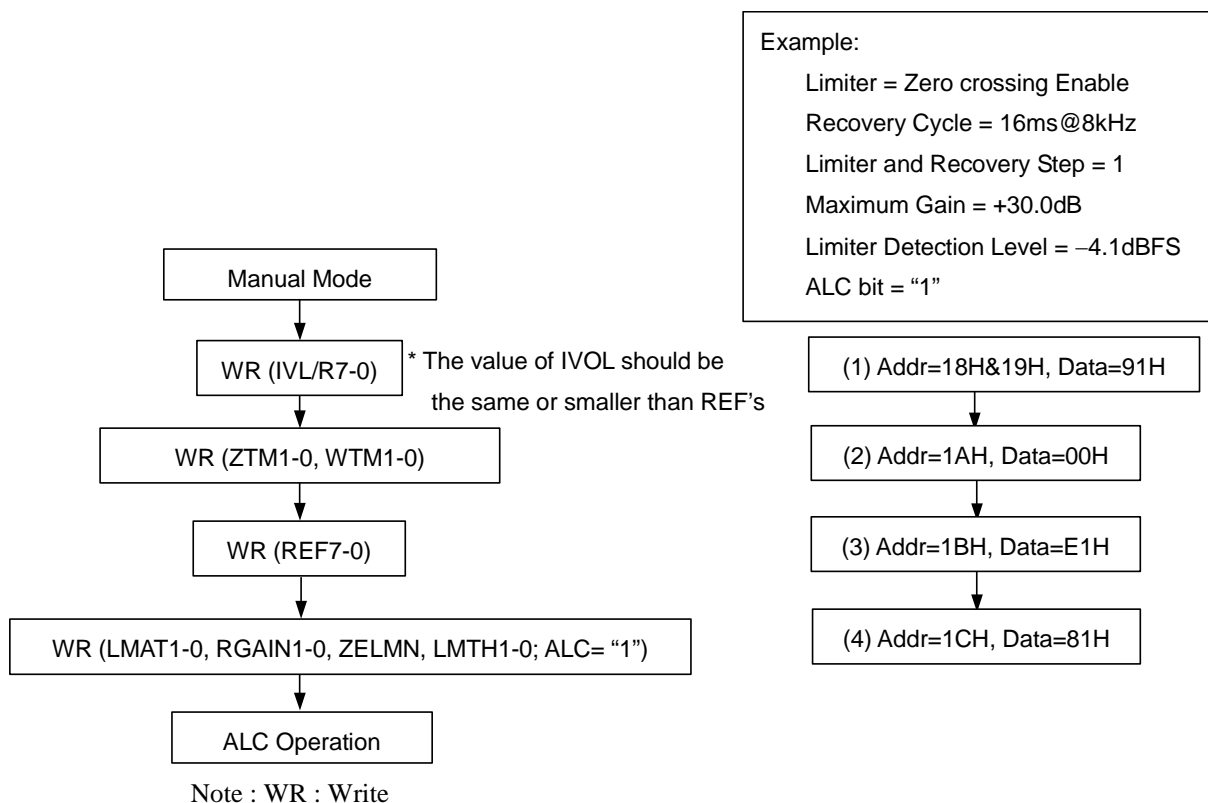 Example:
Limiter = Zero crossing Enable
Recovery Cycle = 16ms@8kHz
Limiter and Recovery Step = 1
Maximum Gain = +30.0dB
Limiter Detection Level = −4.1dBFS
ALC bit = “1”
Manual Mode
WR (IVL/R7-0)
* The value of IVOL should be
the same or smaller than REF’s
WR (ZTM1-0, WTM1-0)
WR (REF7-0)
WR (LMAT1-0, RGAIN1-0, ZELMN, LMTH1-0; ALC= “1”)
ALC Operation
Note : WR : Write
(1) Addr=18H&19H, Data=91H
(2) Addr=1AH, Data=00H
(3) Addr=1BH, Data=E1H
(4) Addr=1CH, Data=81H